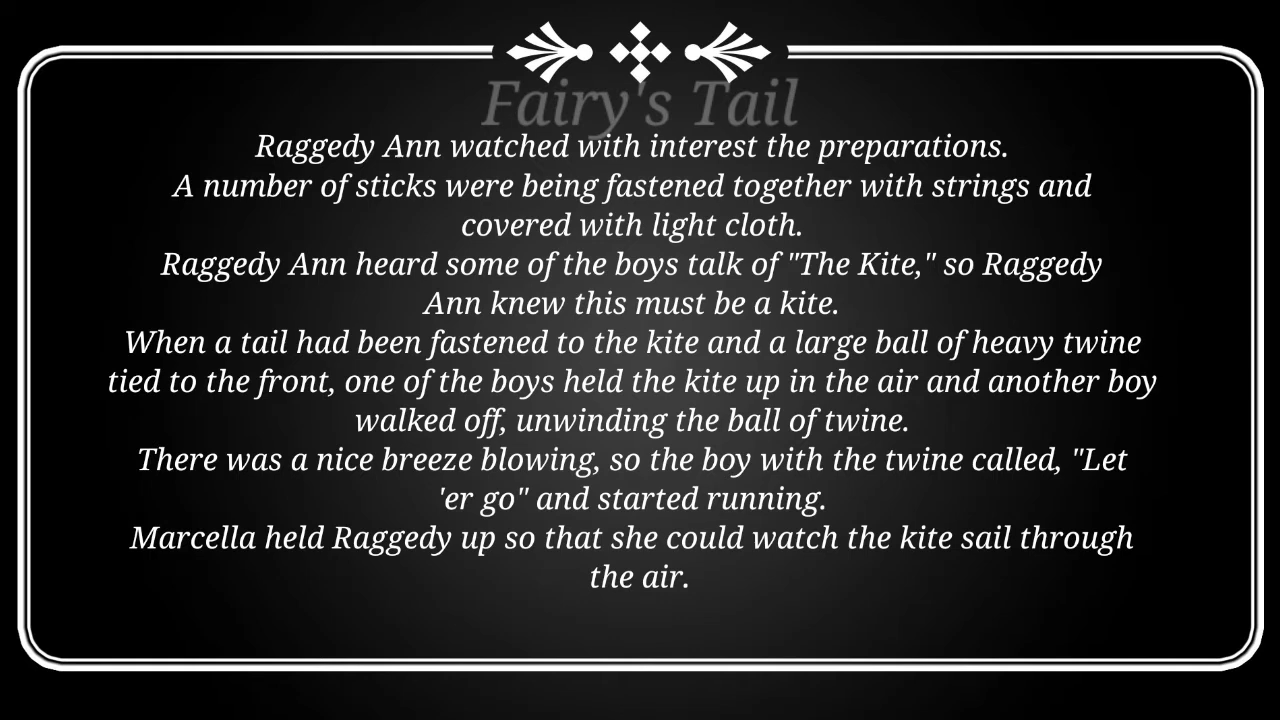 Fairy's Tail
Raggedy Ann watched with interest the preparations.
A number of sticks were being fastened together with strings and
covered with light cloth.
Raggedy Ann heard some of the boys talk of "The Kite," so Raggedy
Ann knew this must be a kite.
When a tail had been fastened to the kite and a large ball of heavy twine
tied to the front, one of the boys held the kite up in the air and another boy
walked off, unwinding the ball of twine.
There was a nice breeze blowing, so the boy with the twine called, "Let
'er go" and started running.
Marcella held Raggedy up so that she could watch the kite sail through
the air.